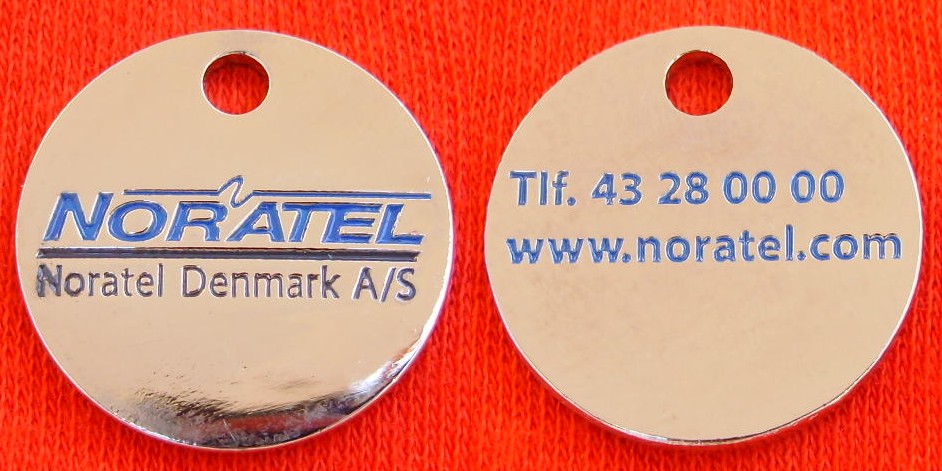 NORATEL
Noratel Denmark A/S
Tlf. 43 28 00 00
www.noratel.com